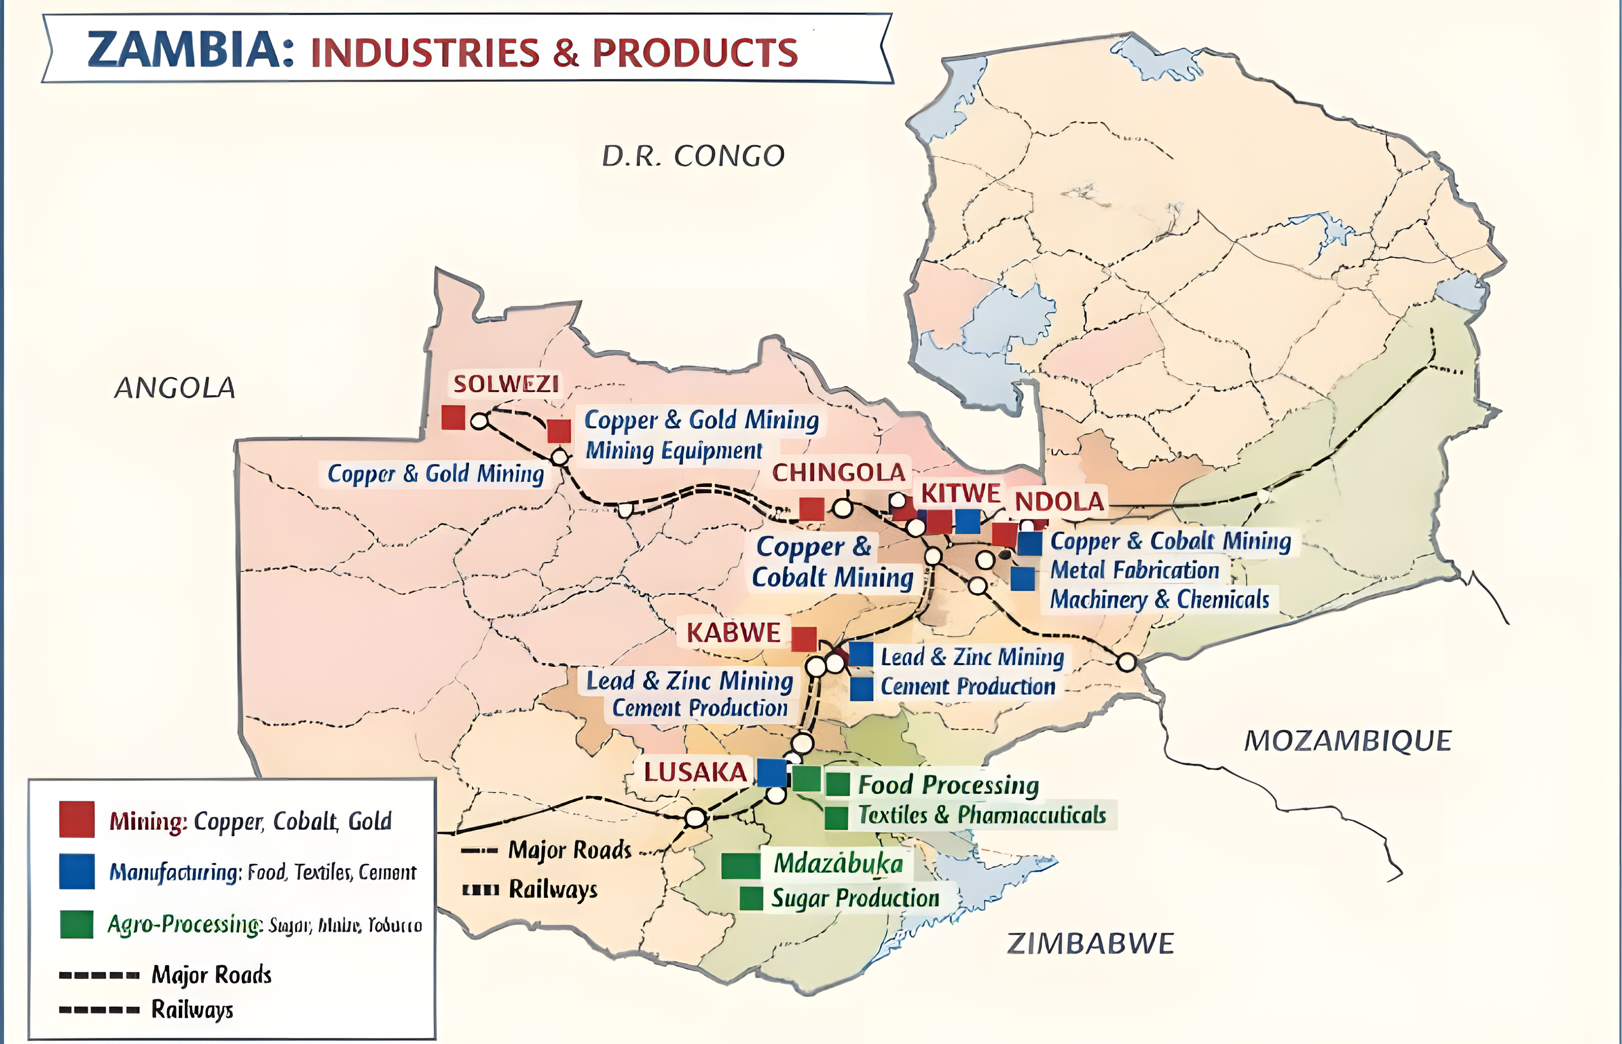 ZAMBIA: INDUSTRIES & PRODUCTS
D.R. CONGO
ANGOLA
SOLWEZI
Copper & Gold Mining
Mining Equipment
Copper & Gold Mining
CHINGOLA
KITWE
NDOLA
Copper &
Cobalt Mining
Copper & Cobalt Mining
Metal Fabrication
Machinery & Chemicals
KABWE
Lead & Zinc Mining
Cement Production
Lead & Zinc Mining
Cement Production
MOZAMBIQUE
LUSAKA
Food Processing
Textiles & Pharmaccuticals
Major Roads
Railways
Mdazábuka
Sugar Production
ZIMBABWE
Mining: Copper, Cobalt, Gold
Manufacturing: Food, Textiles, Cement
Agro-Processing: Sugar,
Major Roads
Railways